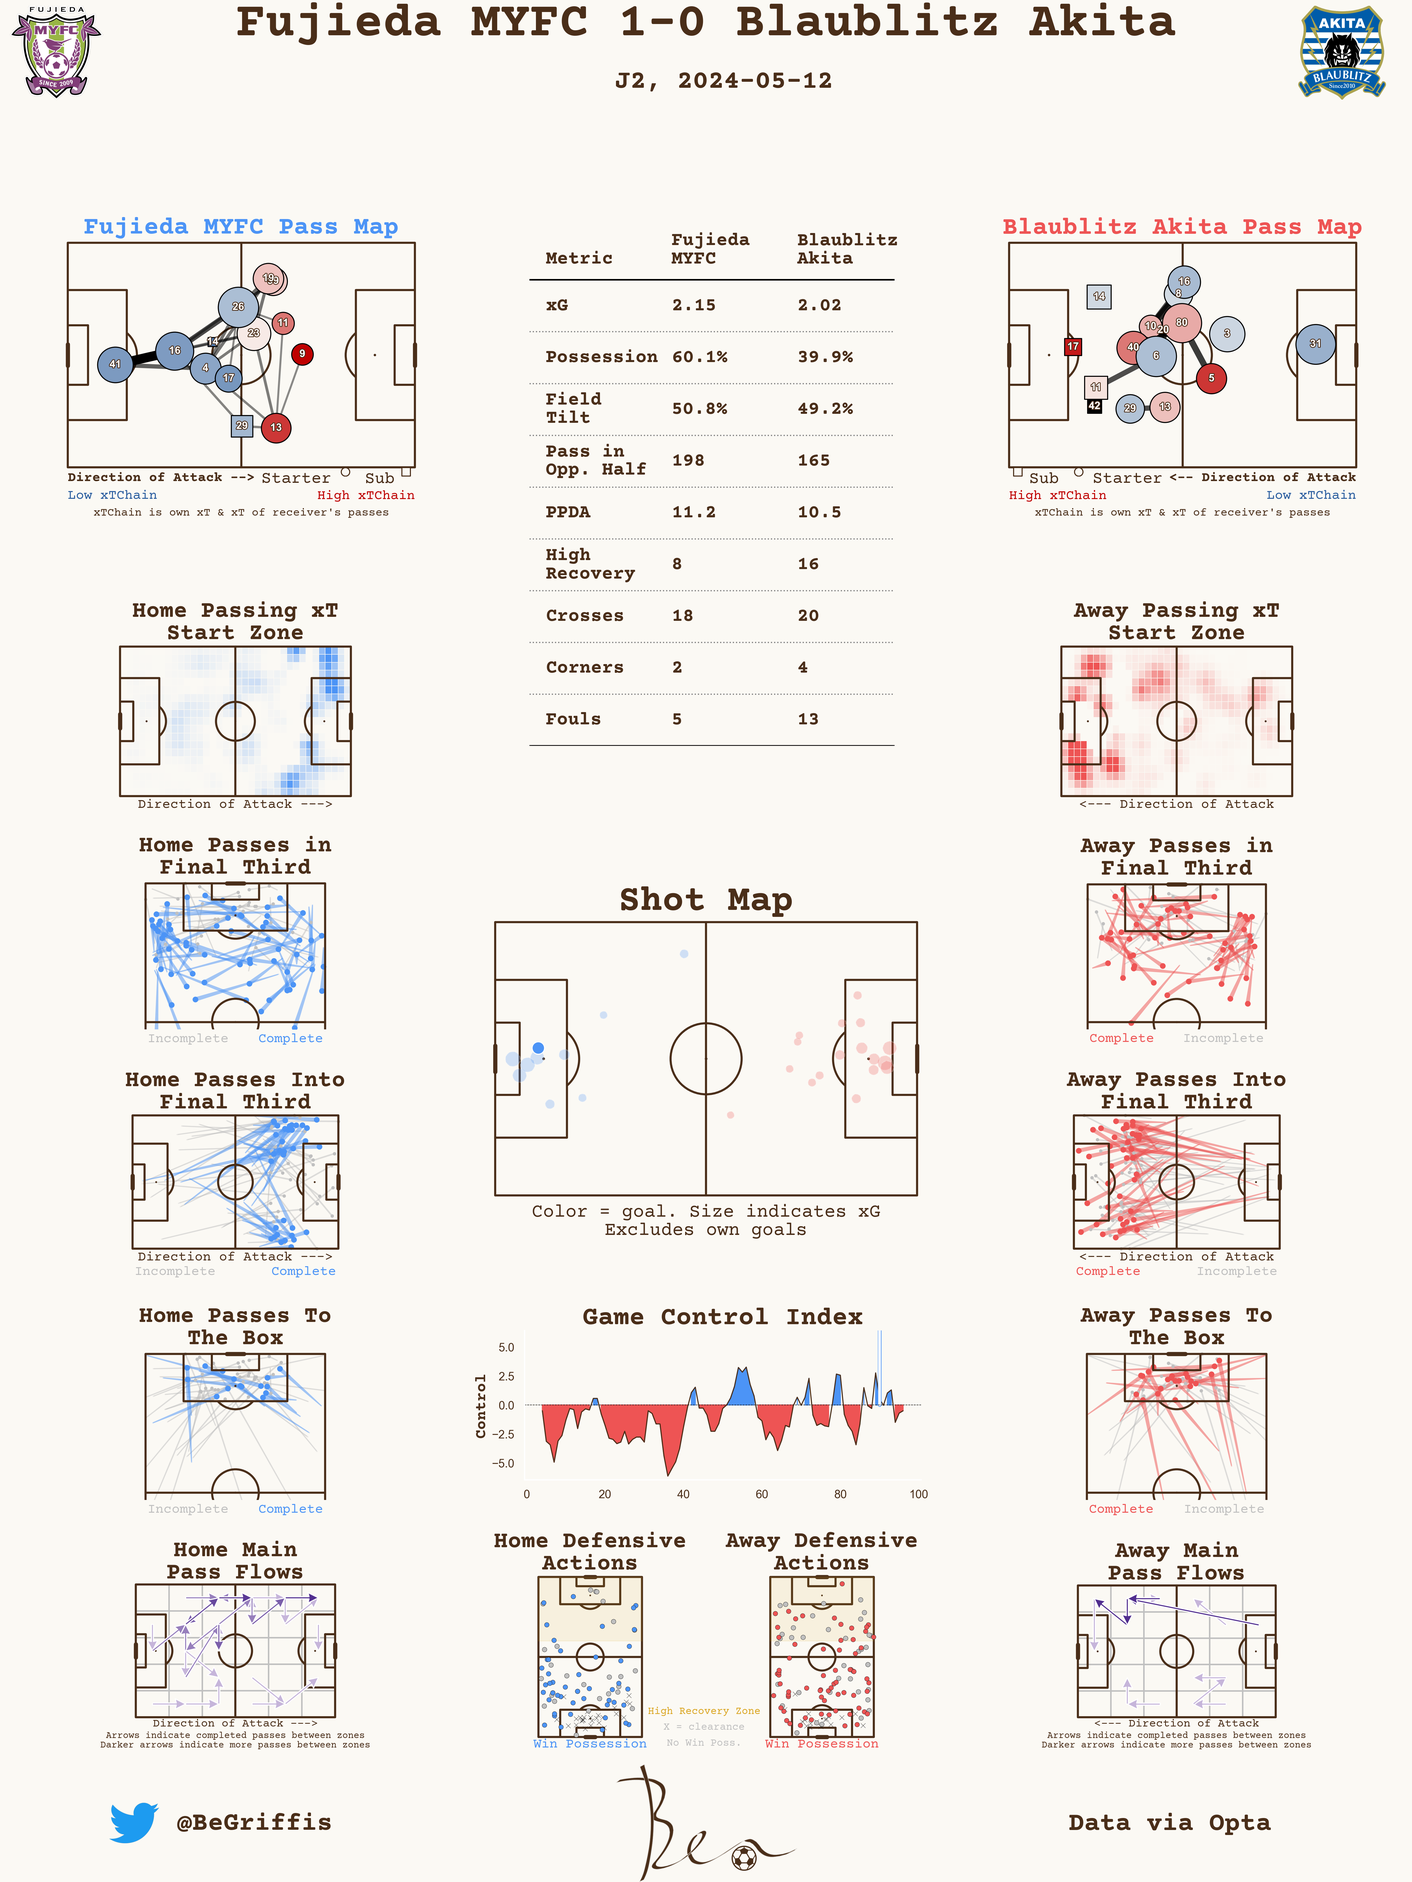 Fujieda MYFC 1-0 Blaublitz Akita
J2, 2024-05-12
FUJIEDA
MYFC
SINCE 2009
AKITA
BLAUBLITZ
Since2010
Fujieda MYFC Pass Map
19
26
11
23
14
16
41
4
17
9
29
13
Direction of Attack --> Starter Sub
Low xTChain High xTChain
xTChain is own xT & xT of receiver's passes
Metric Fujieda MYFC Blaublitz Akita
xG 2.15 2.02
Possession 60.1% 39.9%
Field Tilt 50.8% 49.2%
Pass in Opp. Half 198 165
PPDA 11.2 10.5
High Recovery 8 16
Crosses 18 20
Corners 2 4
Fouls 5 13
Blaublitz Akita Pass Map
16
8
14
10
20
80
3
17
40
6
31
11
5
42
29
13
Sub Starter <-- Direction of Attack
High xTChain Low xTChain
xTChain is own xT & xT of receiver's passes
Home Passing xT
Start Zone
Direction of Attack --->
Away Passing xT
Start Zone
<--- Direction of Attack
Home Passes in
Final Third
Incomplete Complete
Away Passes in
Final Third
Complete Incomplete
Shot Map
Color = goal. Size indicates xG
Excludes own goals
Home Passes Into
Final Third
Direction of Attack --->
Incomplete Complete
Away Passes Into
Final Third
<--- Direction of Attack
Complete Incomplete
Home Passes To
The Box
Incomplete Complete
Game Control Index
Control
5.0
2.5
0.0
−2.5
−5.0
0 20 40 60 80 100
Away Passes To
The Box
Complete Incomplete
Home Main
Pass Flows
Direction of Attack --->
Arrows indicate completed passes between zones
Darker arrows indicate more passes between zones
Home Defensive
Actions
Win Possession
Away Defensive
Actions
Win Possession
High Recovery Zone
X = clearance
No Win Poss.
Away Main
Pass Flows
<--- Direction of Attack
Arrows indicate completed passes between zones
Darker arrows indicate more passes between zones
@BeGriffis
Ben
Data via Opta